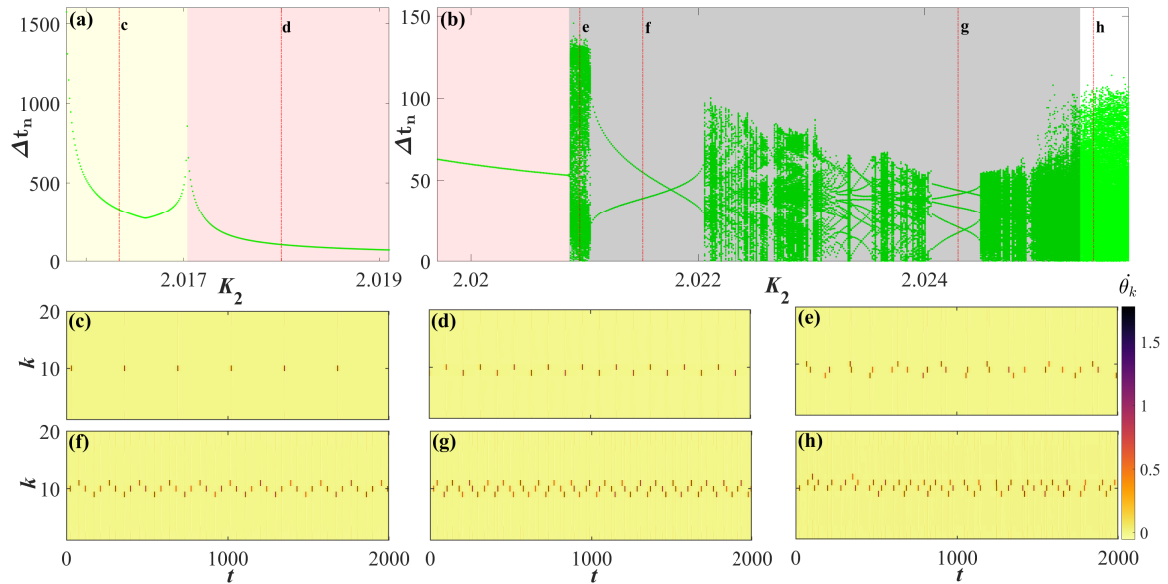 (a)
c
d
1500
1000
500
0
Δt_n
2.017
2.019
K_2
(b)
e
f
g
h
150
100
50
0
Δt_n
2.02
2.022
2.024
K_2
θ̇_k
(c)
20
10
k
(d)
(e)
1.5
1
0.5
0
(f)
20
10
k
0
1000
2000
t
(g)
0
1000
2000
t
(h)
0
1000
2000
t